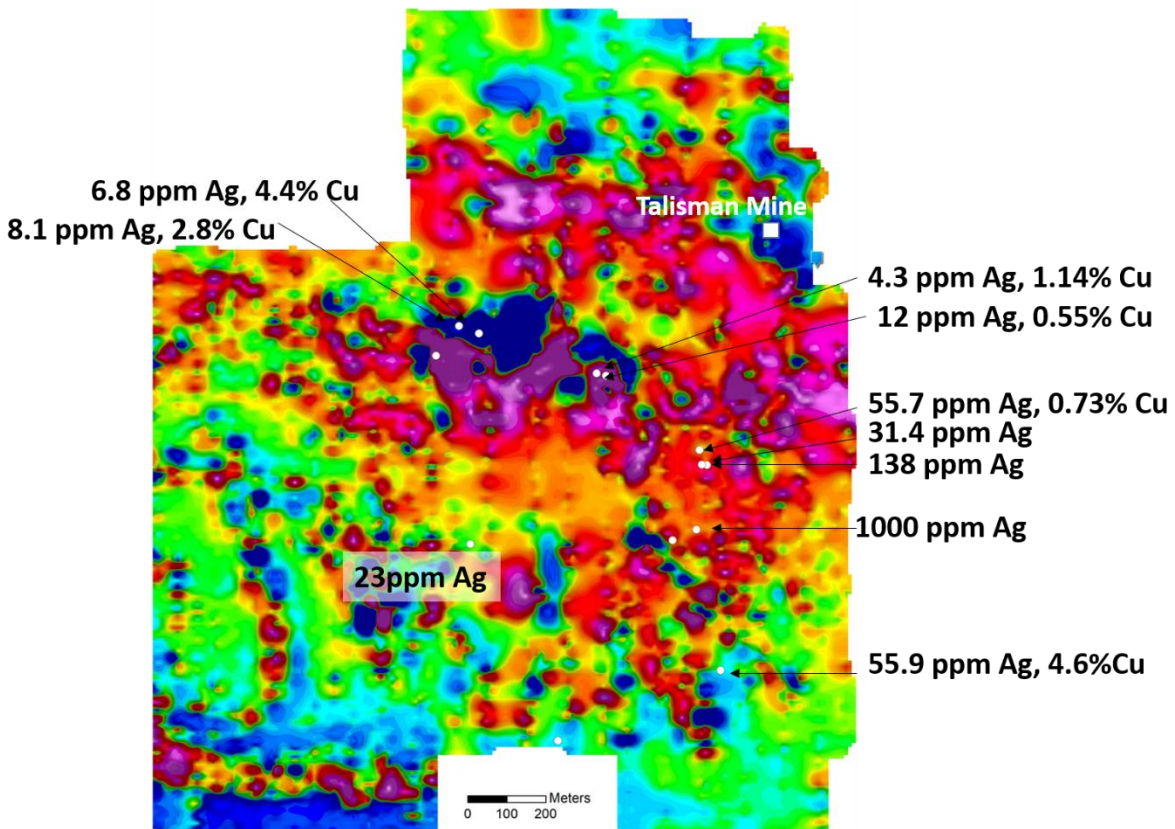 6.8 ppm Ag, 4.4% Cu
8.1 ppm Ag, 2.8% Cu
Talisman Mine
4.3 ppm Ag, 1.14% Cu
12 ppm Ag, 0.55% Cu
55.7 ppm Ag, 0.73% Cu
31.4 ppm Ag
138 ppm Ag
1000 ppm Ag
23ppm Ag
55.9 ppm Ag, 4.6%Cu
Meters
0 100 200